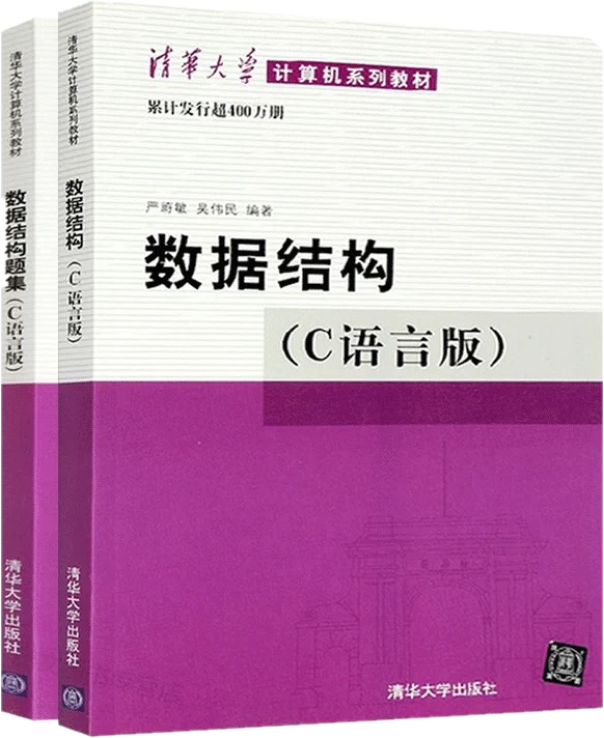 清华大学 计算机系列教材
累计发行超400万册
严蔚敏 吴伟民 编著
数据结构
（C语言版）
清华大学出版社
清华大学计算机系列教材
数据结构（C语言版）
清华大学出版社
清华大学计算机系列教材
数据结构题集（C语言版）
清华大学出版社